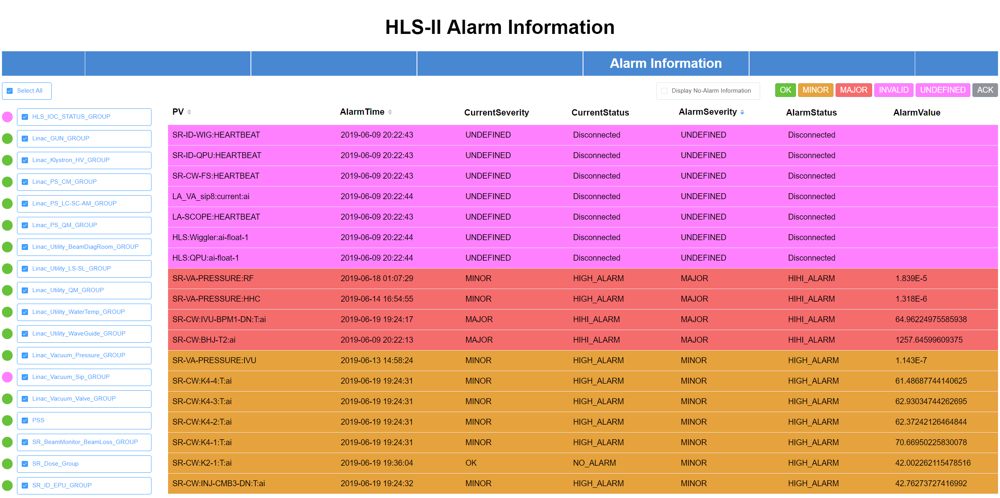 HLS-II Alarm Information
Alarm Information
Select All
Display No-Alarm Information
OK MINOR MAJOR INVALID UNDEFINED ACK
HLS_IOC_STATUS_GROUP
Linac_GUN_GROUP
Linac_Klystron_HV_GROUP
Linac_PS_CM_GROUP
Linac_PS_LC-SC-AM_GROUP
Linac_PS_QM_GROUP
Linac_Utility_BeamDiagRoom_GROUP
Linac_Utility_LS-SL_GROUP
Linac_Utility_QM_GROUP
Linac_Utility_WaterTemp_GROUP
Linac_Utility_WaveGuide_GROUP
Linac_Vacuum_Pressure_GROUP
Linac_Vacuum_Sip_GROUP
Linac_Vacuum_Valve_GROUP
PSS
SR_BeamMonitor_BeamLoss_GROUP
SR_Dose_Group
SR_ID_EPU_GROUP
PV AlarmTime CurrentSeverity CurrentStatus AlarmSeverity AlarmStatus AlarmValue
SR-ID-WIG:HEARTBEAT 2019-06-09 20:22:43 UNDEFINED Disconnected UNDEFINED Disconnected
SR-ID-QPU:HEARTBEAT 2019-06-09 20:22:43 UNDEFINED Disconnected UNDEFINED Disconnected
SR-CW-FS:HEARTBEAT 2019-06-09 20:22:43 UNDEFINED Disconnected UNDEFINED Disconnected
LA_VA_sip8:current:ai 2019-06-09 20:22:44 UNDEFINED Disconnected UNDEFINED Disconnected
LA-SCOPE:HEARTBEAT 2019-06-09 20:22:43 UNDEFINED Disconnected UNDEFINED Disconnected
HLS:Wiggler:ai-float-1 2019-06-09 20:22:44 UNDEFINED Disconnected UNDEFINED Disconnected
HLS:QPU:ai-float-1 2019-06-09 20:22:44 UNDEFINED Disconnected UNDEFINED Disconnected
SR-VA-PRESSURE:RF 2019-06-18 01:07:29 MINOR HIGH_ALARM MAJOR HIHI_ALARM 1.839E-5
SR-VA-PRESSURE:HHC 2019-06-14 16:54:55 MINOR HIGH_ALARM MAJOR HIHI_ALARM 1.318E-6
SR-CW:IVU-BPM1-DN:T:ai 2019-06-19 19:24:17 MAJOR HIHI_ALARM MAJOR HIHI_ALARM 64.96224975585938
SR-CW:BHJ-T2:ai 2019-06-09 20:22:13 MAJOR HIHI_ALARM MAJOR HIHI_ALARM 1257.64599609375
SR-VA-PRESSURE:IVU 2019-06-13 14:58:24 MINOR HIGH_ALARM MINOR HIGH_ALARM 1.143E-7
SR-CW:K4-4:T:ai 2019-06-19 19:24:31 MINOR HIGH_ALARM MINOR HIGH_ALARM 61.48687744140625
SR-CW:K4-3:T:ai 2019-06-19 19:24:31 MINOR HIGH_ALARM MINOR HIGH_ALARM 62.93034744262695
SR-CW:K4-2:T:ai 2019-06-19 19:24:31 MINOR HIGH_ALARM MINOR HIGH_ALARM 62.37242126464844
SR-CW:K4-1:T:ai 2019-06-19 19:24:31 MINOR HIGH_ALARM MINOR HIGH_ALARM 70.66950225830078
SR-CW:K2-1:T:ai 2019-06-19 19:36:04 OK NO_ALARM MINOR HIGH_ALARM 42.002262115478516
SR-CW:INJ-CMB3-DN:T:ai 2019-06-19 19:24:32 MINOR HIGH_ALARM MINOR HIGH_ALARM 42.76273727416992